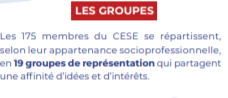 LES GROUPES
Les 175 membres du CESE se répartissent,
selon leur appartenance socioprofessionnelle,
en 19 groupes de représentation qui partagent
une affinité d'idées et d'intérêts.